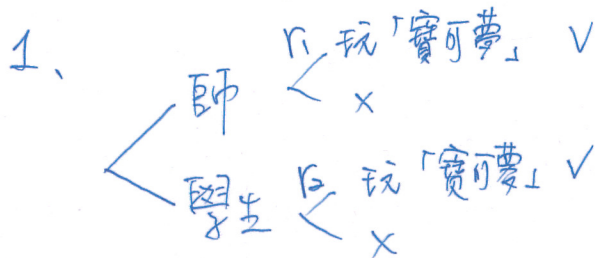 1、
師 r₁ 玩「寶可夢」 ✓
×
學生 r₂ 玩「寶可夢」 ✓
×